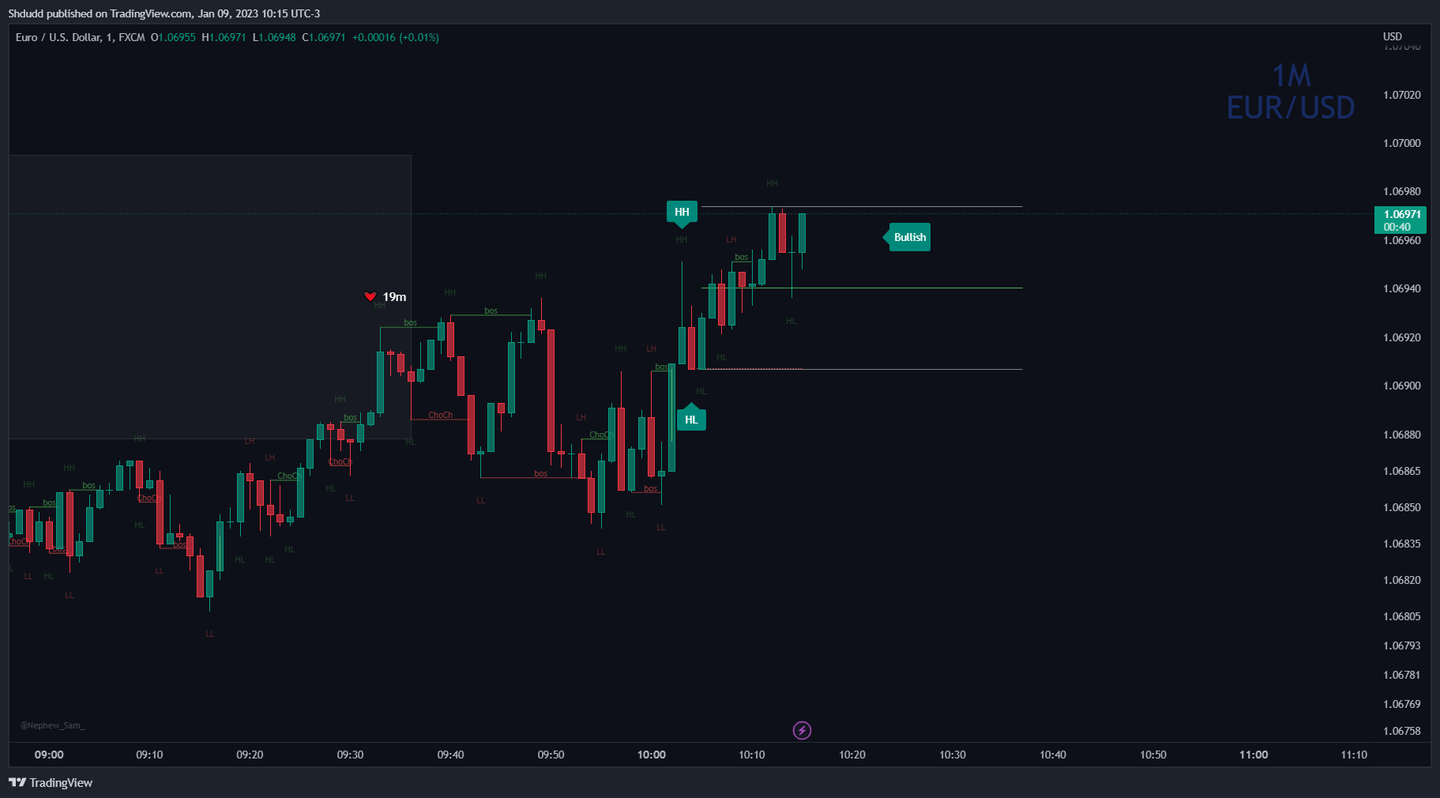 Shdudd published on TradingView.com, Jan 09, 2023 10:15 UTC-3
Euro / U.S. Dollar, 1, FXCM O1.06955 H1.06971 L1.06948 C1.06971 +0.00016 (+0.01%)
USD
1.07040
1M
EUR/USD
1.07020
1.07000
1.06980
HH
HH
1.06971
00:40
Bullish
HH
LH
1.06960
bos
HH
HH
19m
HH
1.06940
bos
bos
HL
1.06920
HH
LH
HL
bos
1.06900
HL
HH
bos
ChoCh
LH
HL
ChoCh
1.06880
HH
LH
HL
LH
ChoCh
HH
ChoCh
bos
1.06865
HH
bos
HL
LL
LL
bos
ChoCh
bos
1.06850
HL
HL
LL
ChoCh
bos
bos
1.06835
HL
LL
HL
HL
HL
LL
LL
HL
LL
1.06820
LL
1.06805
LL
1.06793
1.06781
1.06769
@Nephew_Sam_
1.06758
09:00 09:10 09:20 09:30 09:40 09:50 10:00 10:10 10:20 10:30 10:40 10:50 11:00 11:10
TradingView